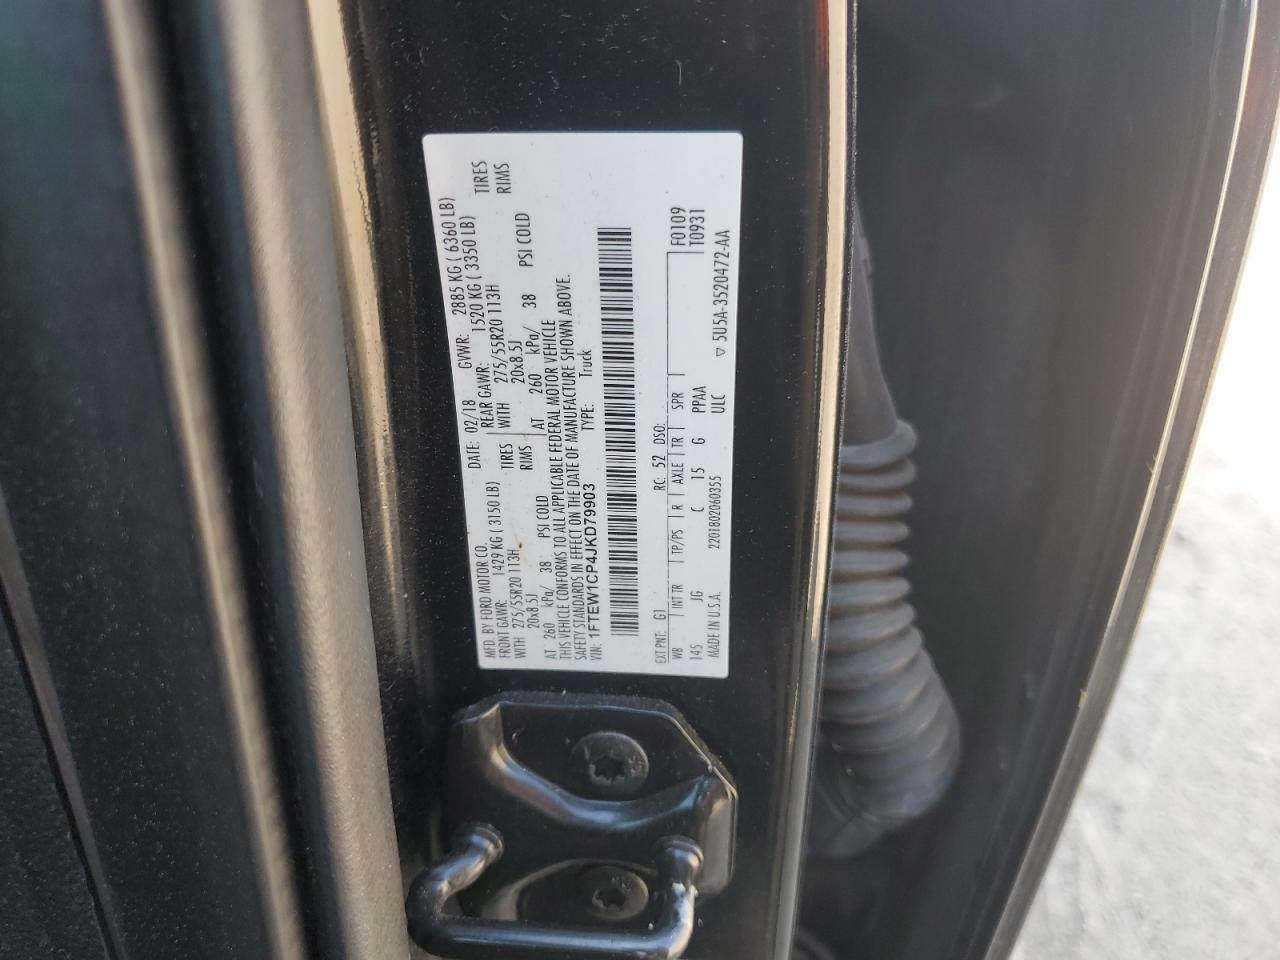 MFD. BY FORD MOTOR CO. DATE: 02/18 GVWR: 2885 KG ( 6360 LB)
FRONT GAWR: 1429 KG ( 3150 LB) REAR GAWR: 1520 KG ( 3350 LB)
WITH 275/55R20 113H TIRES WITH 275/55R20 113H TIRES
20x8.5J RIMS 20x8.5J RIMS
AT 260 kPa/ 38 PSI COLD AT 260 kPa/ 38 PSI COLD
THIS VEHICLE CONFORMS TO ALL APPLICABLE FEDERAL MOTOR VEHICLE
SAFETY STANDARDS IN EFFECT ON THE DATE OF MANUFACTURE SHOWN ABOVE.
VIN: 1FTEW1CP4JKD79903 TYPE: Truck
EXT PNT: G1 RC: 52 DSO: F0109
WB INT TR TP/PS R AXLE TR SPR T0931
145 JG C 15 G PPAA
MADE IN U.S.A. 2201802060355 ULC ▽ 5U5A-3520472-AA